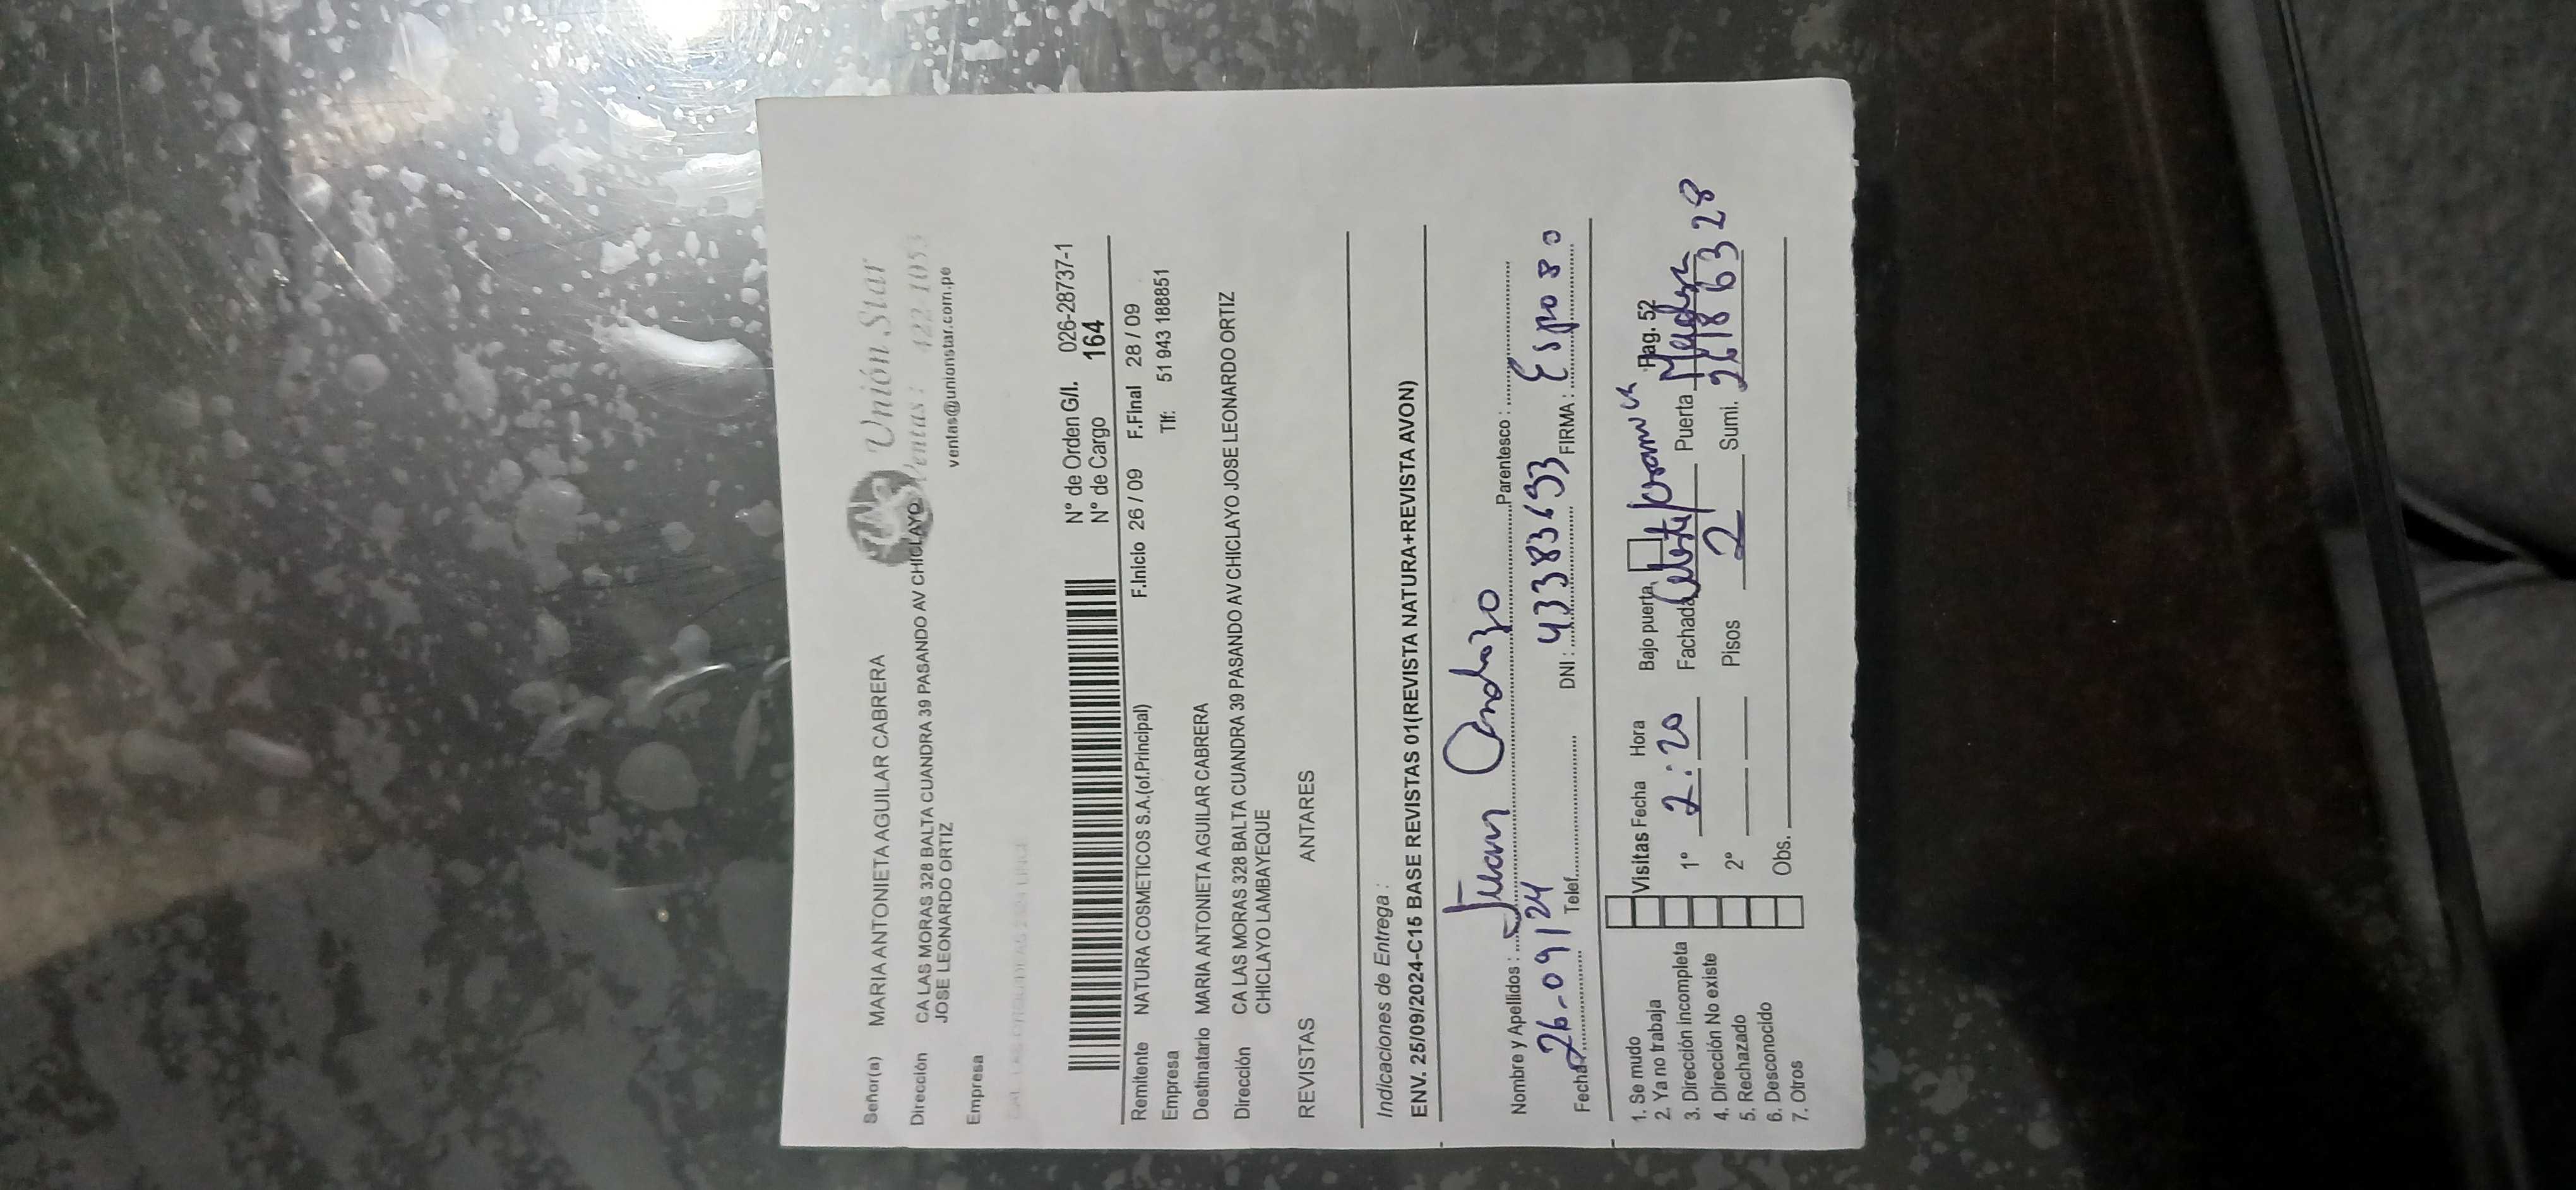 Unión Star
Ventas: 422-1053
ventas@unionstar.com.pe
Señor(a) MARIA ANTONIETA AGUILAR CABRERA
Dirección CA LAS MORAS 328 BALTA CUANDRA 39 PASANDO AV CHICLAYO
JOSE LEONARDO ORTIZ
Empresa
N° de Orden G/I. 026-28737-1
N° de Cargo 164
Remitente NATURA COSMETICOS S.A.(of.Principal) F.Inicio 26 / 09 F.Final 28 / 09
Empresa Tlf: 51 943 188851
Destinatario MARIA ANTONIETA AGUILAR CABRERA
Dirección CA LAS MORAS 328 BALTA CUANDRA 39 PASANDO AV CHICLAYO JOSE LEONARDO ORTIZ
CHICLAYO LAMBAYEQUE
REVISTAS ANTARES
Indicaciones de Entrega :
ENV. 25/09/2024-C15 BASE REVISTAS 01(REVISTA NATURA+REVISTA AVON)
Nombre y Apellidos : Juan Parentesco :
Fecha 26-09/24 Telef. DNI : 43383633 FIRMA : Esposo
1. Se mudo
2. Ya no trabaja
3. Dirección incompleta
4. Dirección No existe
5. Rechazado
6. Desconocido
7. Otros
Visitas Fecha Hora Bajo puerta Pag. 52
1° 2:20 Fachada Celeste/ Puerta Madera
2° Pisos 2 Sumi. 26186328
Obs.